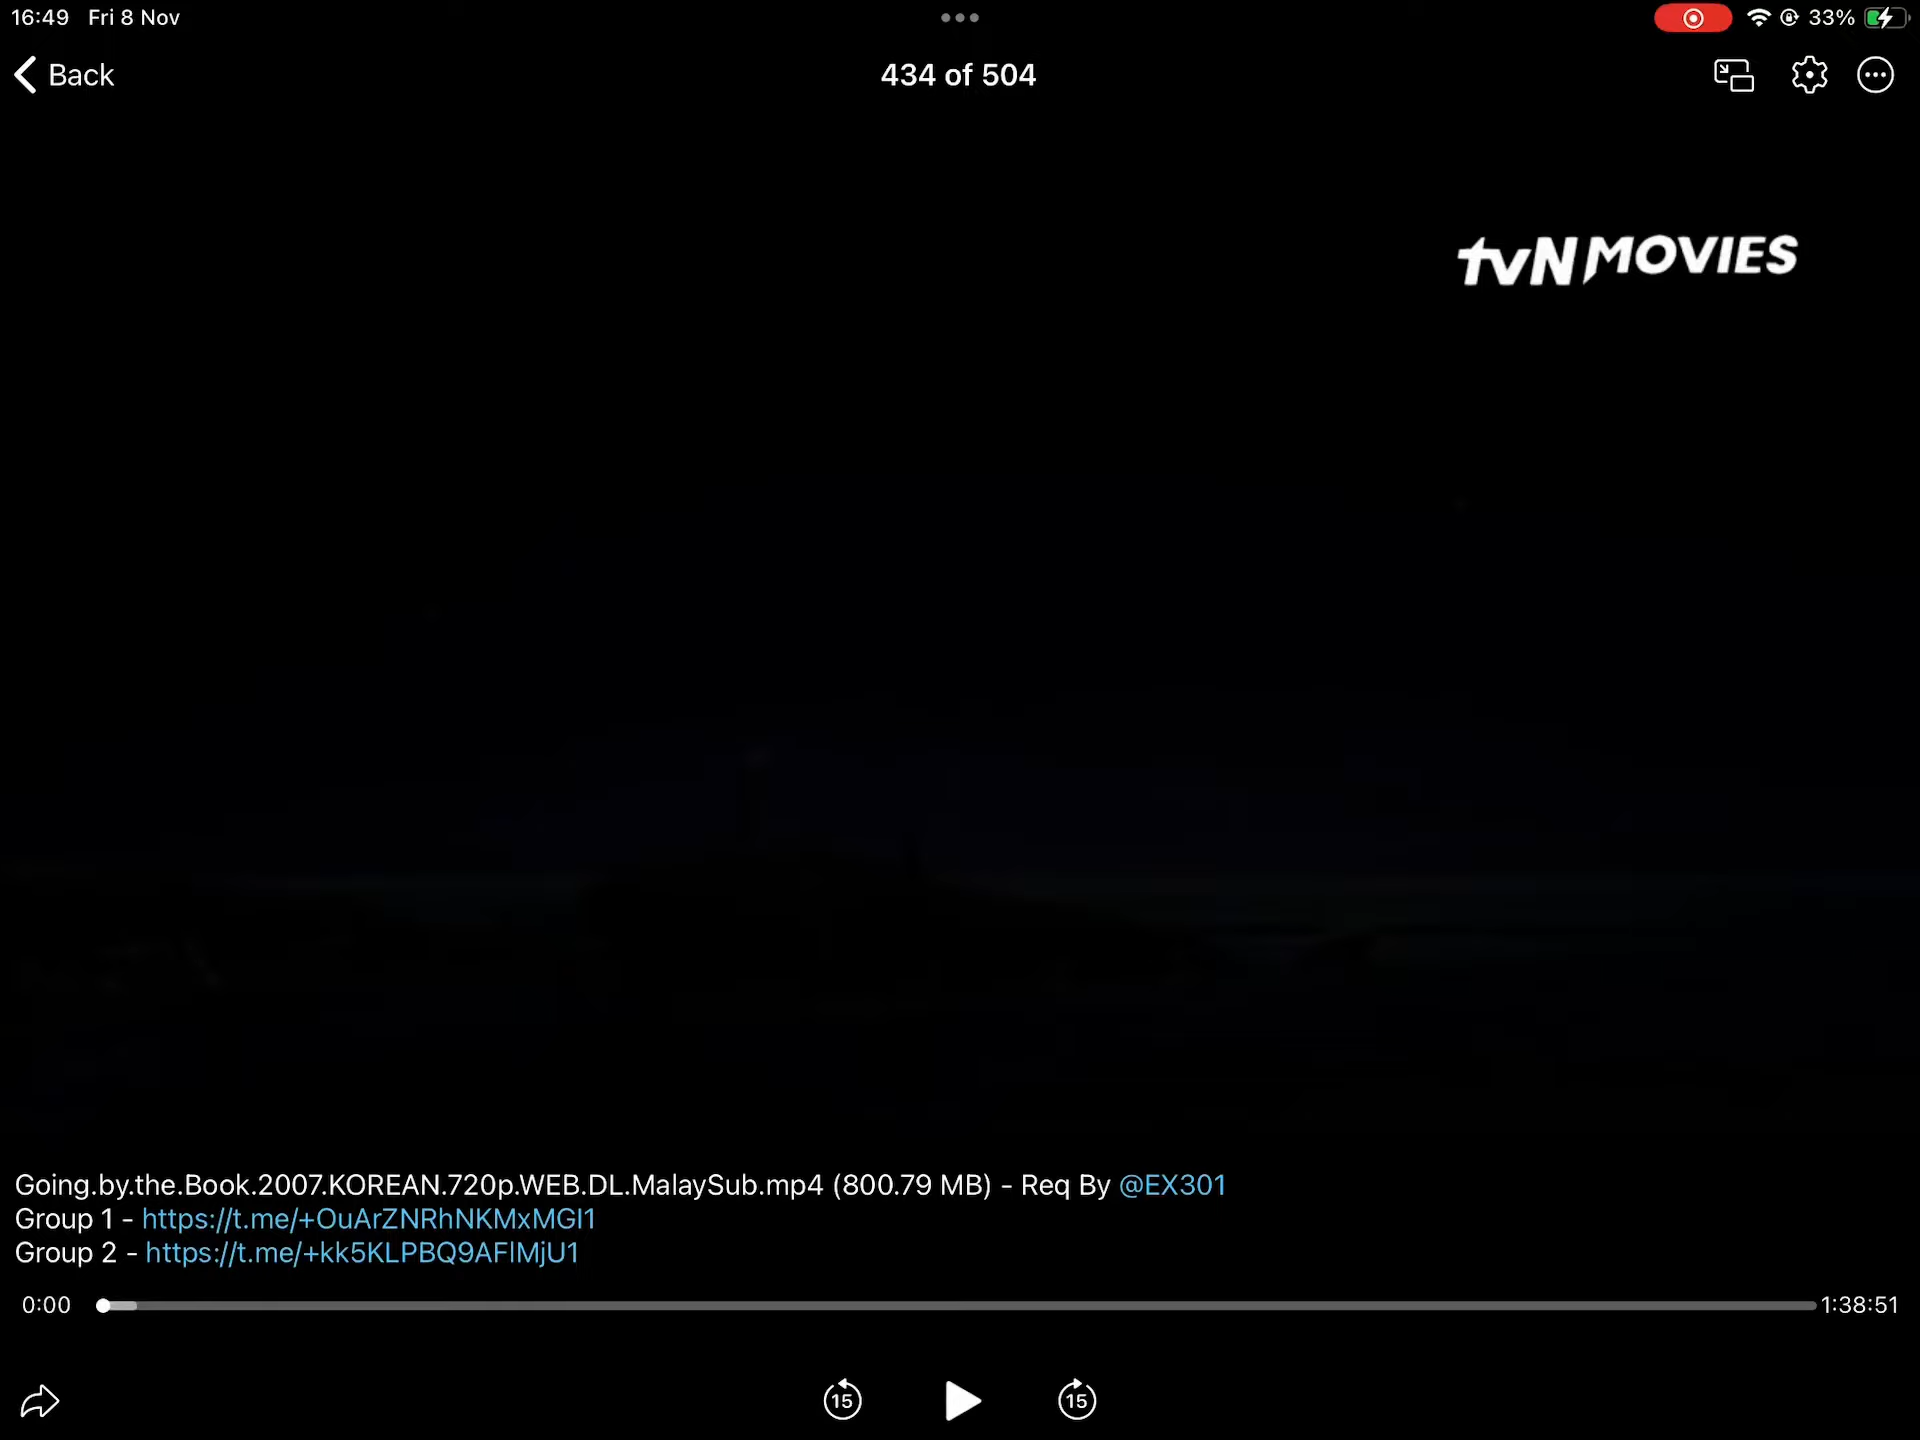 16:49 Fri 8 Nov
33%
Back
434 of 504
tvN MOVIES
Going.by.the.Book.2007.KOREAN.720p.WEB.DL.MalaySub.mp4 (800.79 MB) - Req By @EX301
Group 1 - https://t.me/+OuArZNRhNKMxMGI1
Group 2 - https://t.me/+kk5KLPBQ9AFlMjU1
0:00
1:38:51
15
15